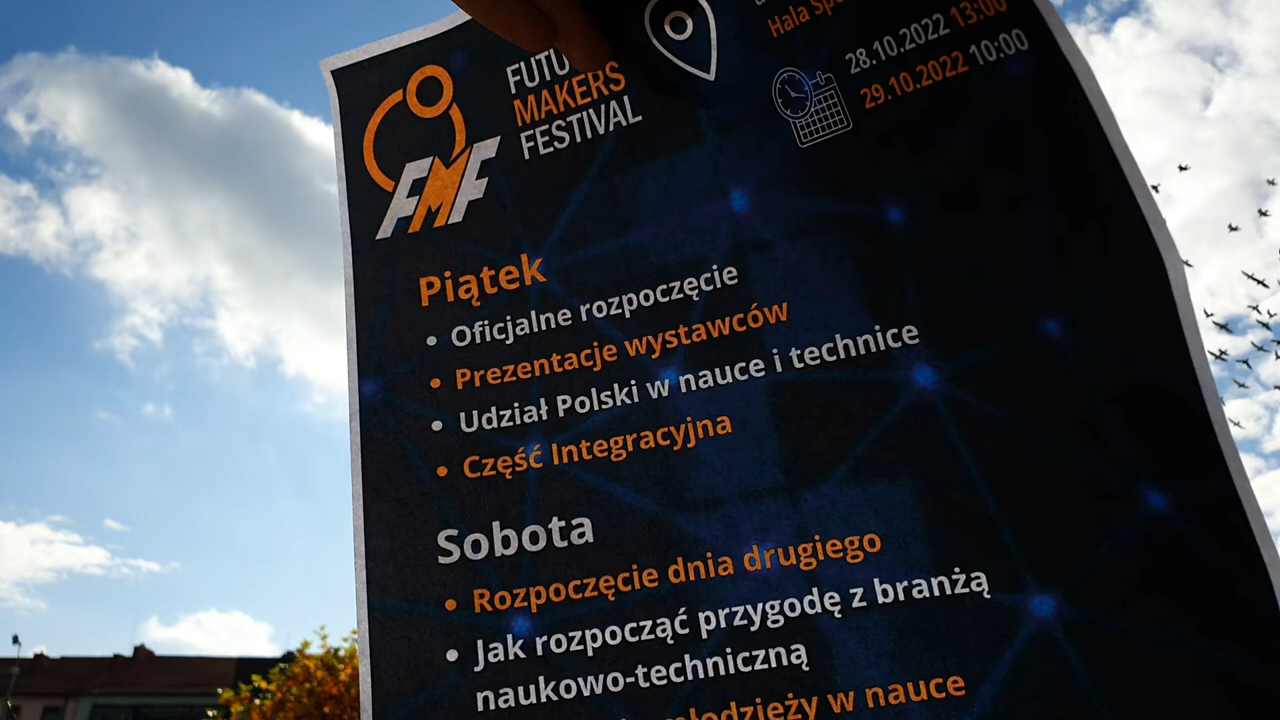 FMF
MAKERS
FESTIVAL
Hala
28.10.2022 13:00
29.10.2022 10:00
Piątek
• Oficjalne rozpoczęcie
• Prezentacje wystawców
• Udział Polski w nauce i technice
• Część Integracyjna
Sobota
• Rozpoczęcie dnia drugiego
• Jak rozpocząć przygodę z branżą
naukowo-techniczną
młodzieży w nauce